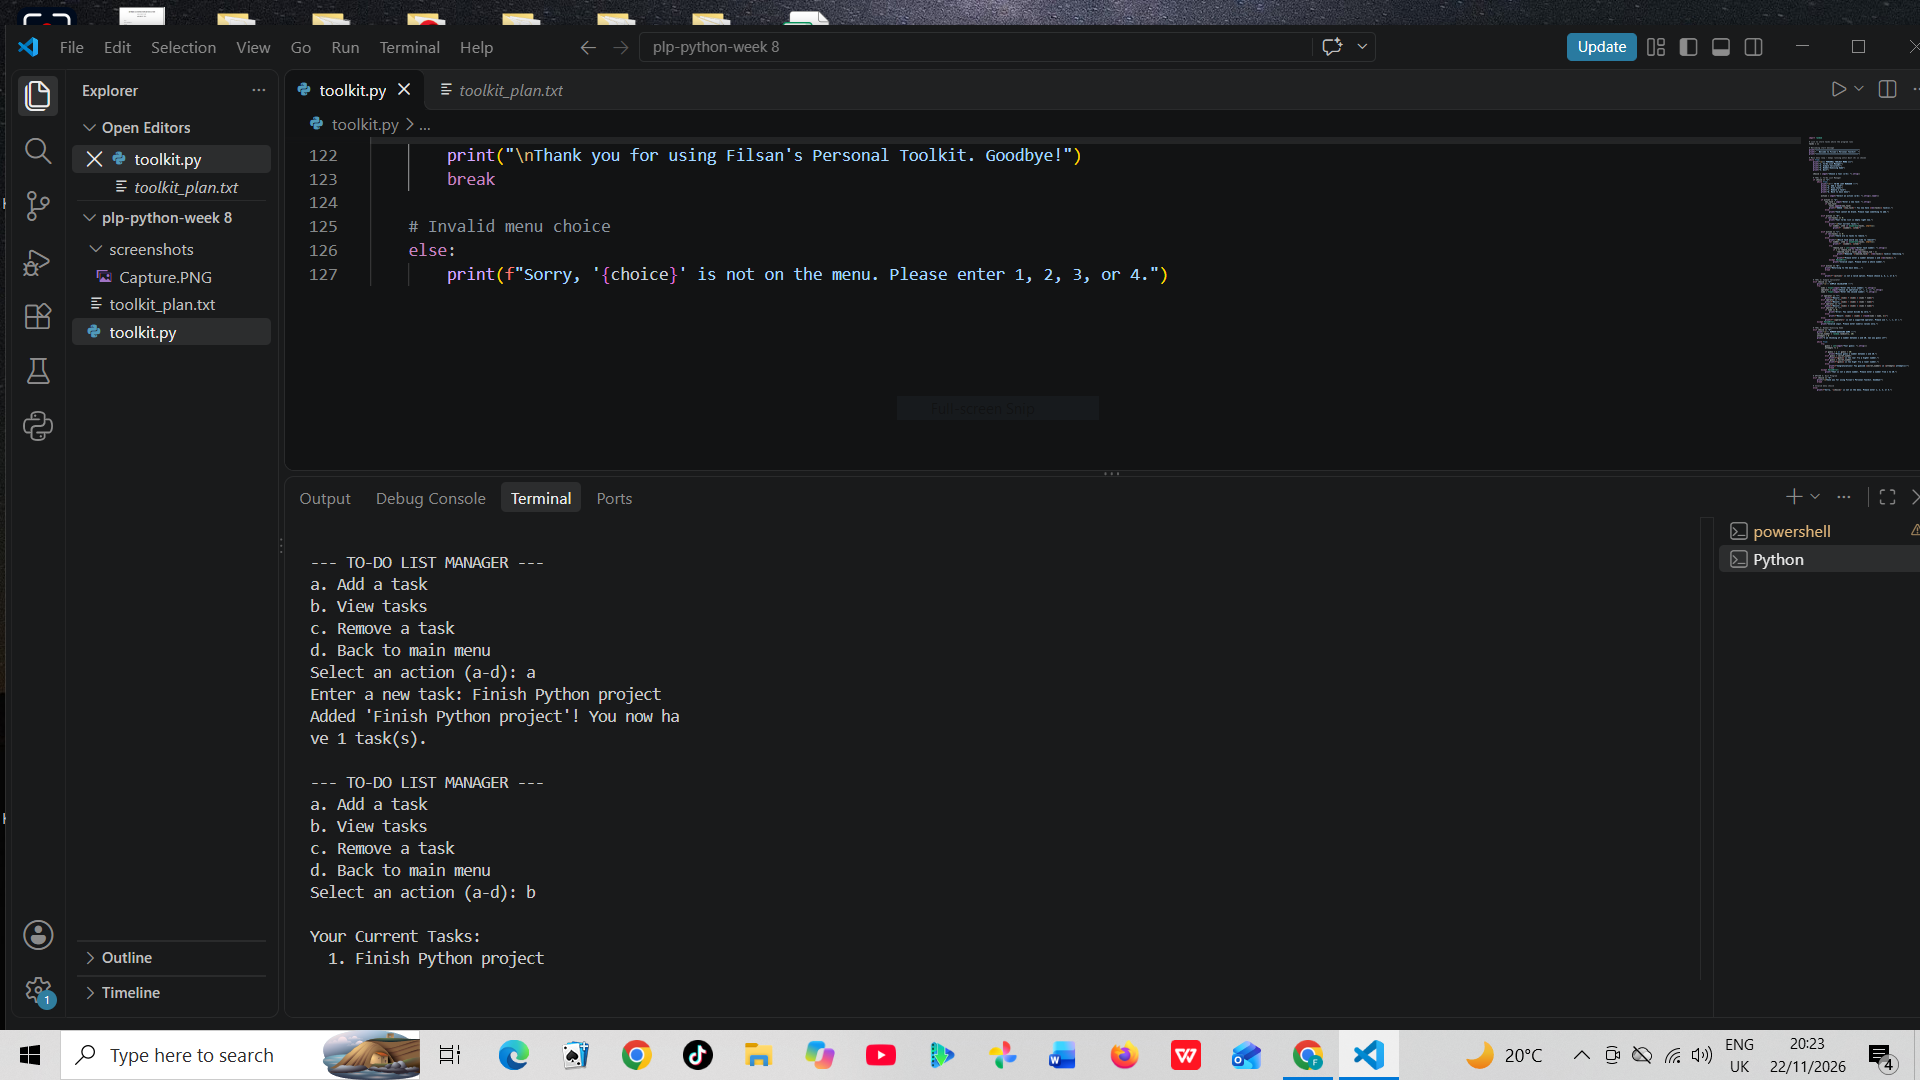 File Edit Selection View Go Run Terminal Help
plp-python-week 8
Update
Explorer
Open Editors
toolkit.py
toolkit_plan.txt
plp-python-week 8
screenshots
Capture.PNG
toolkit_plan.txt
toolkit.py
Outline
Timeline
1
toolkit.py
toolkit_plan.txt
toolkit.py > ...
122 print("\nThank you for using Filsan's Personal Toolkit. Goodbye!")
123 break
124
125 # Invalid menu choice
126 else:
127 print(f"Sorry, '{choice}' is not on the menu. Please enter 1, 2, 3, or 4.")
Full-screen Snip
Output Debug Console Terminal Ports
powershell
Python
--- TO-DO LIST MANAGER ---
a. Add a task
b. View tasks
c. Remove a task
d. Back to main menu
Select an action (a-d): a
Enter a new task: Finish Python project
Added 'Finish Python project'! You now ha
ve 1 task(s).
--- TO-DO LIST MANAGER ---
a. Add a task
b. View tasks
c. Remove a task
d. Back to main menu
Select an action (a-d): b
Your Current Tasks:
1. Finish Python project
Type here to search
20°C
ENG
UK
20:23
22/11/2026
4